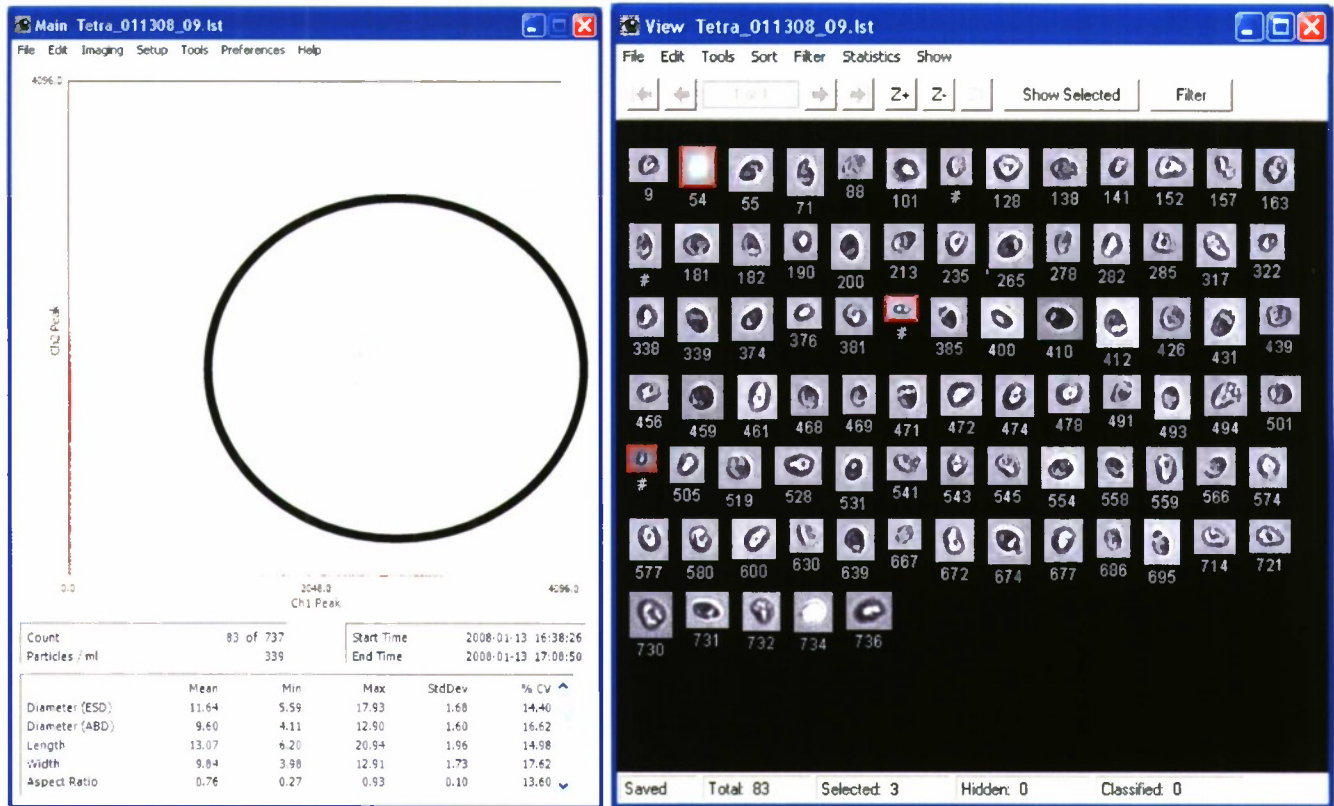 Main Tetra_011308_09.lst
File Edit Imaging Setup Tools Preferences Help
4096.0
Ch2 Peak
0.0 2048.0 4096.0
Ch1 Peak
Count 83 of 737
Particles / ml 339
Start Time 2008-01-13 16:38:26
End Time 2008-01-13 17:08:50
Mean Min Max StdDev % CV
Diameter (ESD) 11.64 5.59 17.93 1.68 14.40
Diameter (ABD) 9.60 4.11 12.90 1.60 16.62
Length 13.07 6.20 20.94 1.96 14.98
Width 9.84 3.98 12.91 1.73 17.62
Aspect Ratio 0.76 0.27 0.93 0.10 13.60
View Tetra_011308_09.lst
File Edit Tools Sort Filter Statistics Show
1 of 1 Z+ Z- Show Selected Filter
9 54 55 71 88 101 # 128 138 141 152 157 163
# 181 182 190 200 213 235 265 278 282 285 317 322
338 339 374 376 381 # 385 400 410 412 426 431 439
456 459 461 468 469 471 472 474 478 491 493 494 501
# 505 519 528 531 541 543 545 554 558 559 566 574
577 580 600 630 639 667 672 674 677 686 695 714 721
730 731 732 734 736
Saved Total: 83 Selected: 3 Hidden: 0 Classified: 0